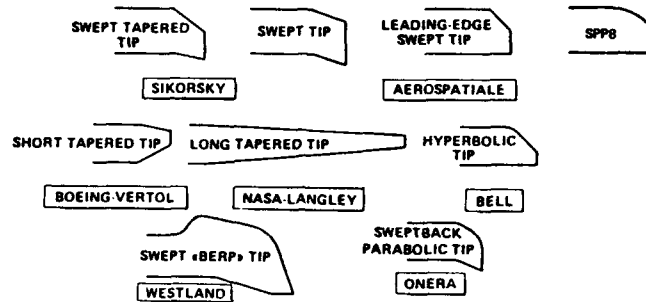 SWEPT TAPERED
TIP
SWEPT TIP
LEADING-EDGE
SWEPT TIP
SPP8
SIKORSKY
AEROSPATIALE
SHORT TAPERED TIP
LONG TAPERED TIP
HYPERBOLIC
TIP
BOEING-VERTOL
NASA-LANGLEY
BELL
SWEPT «BERP» TIP
SWEPTBACK
PARABOLIC TIP
WESTLAND
ONERA